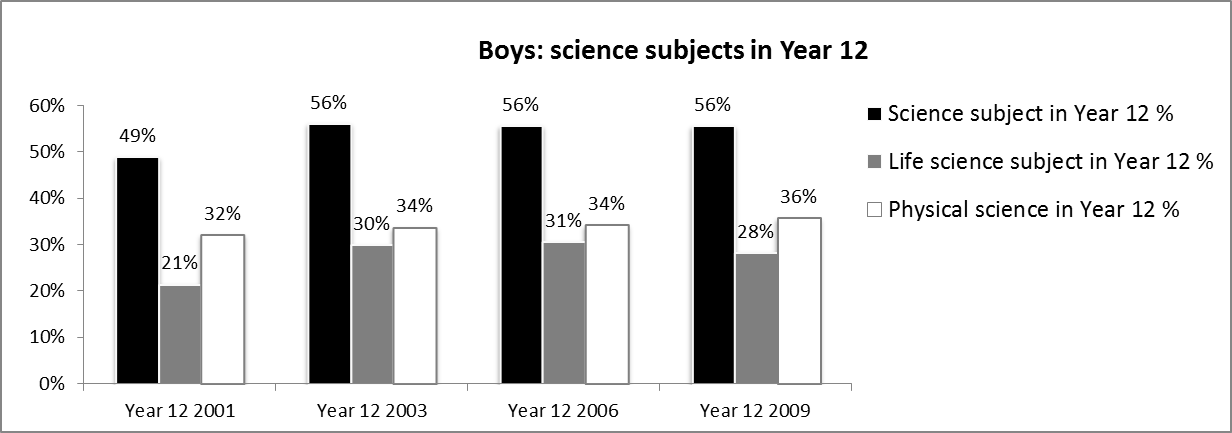 Boys: science subjects in Year 12
60%
50%
40%
30%
20%
10%
0%
49%
21%
32%
56%
30%
34%
56%
31%
34%
56%
28%
36%
Year 12 2001
Year 12 2003
Year 12 2006
Year 12 2009
Science subject in Year 12 %
Life science subject in Year 12 %
Physical science in Year 12 %